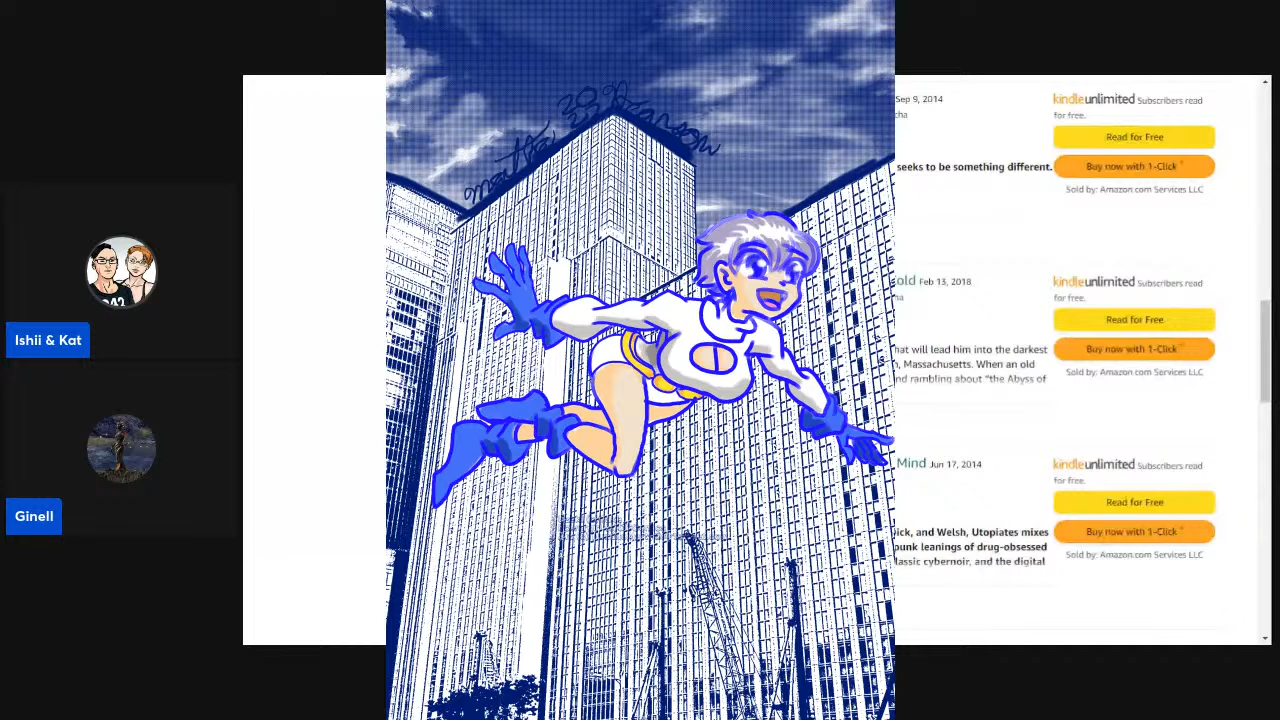 Sep 9, 2014
cha
kindleunlimited Subscribers read
for free.
Read for Free
seeks to be something different.
Buy now with 1-Click
Sold by: Amazon.com Services LLC
old Feb 13, 2018
ha
kindleunlimited Subscribers read
for free.
Read for Free
hat will lead him into the darkest
n, Massachusetts. When an old
nd rambling about "the Abyss of
Buy now with 1-Click
Sold by: Amazon.com Services LLC
Mind Jun 17, 2014
kindleunlimited Subscribers read
for free.
Read for Free
ick, and Welsh, Utopiates mixes
punk leanings of drug-obsessed
lassic cybernoir, and the digital
Buy now with 1-Click
Sold by: Amazon.com Services LLC
Ishii & Kat
Ginell